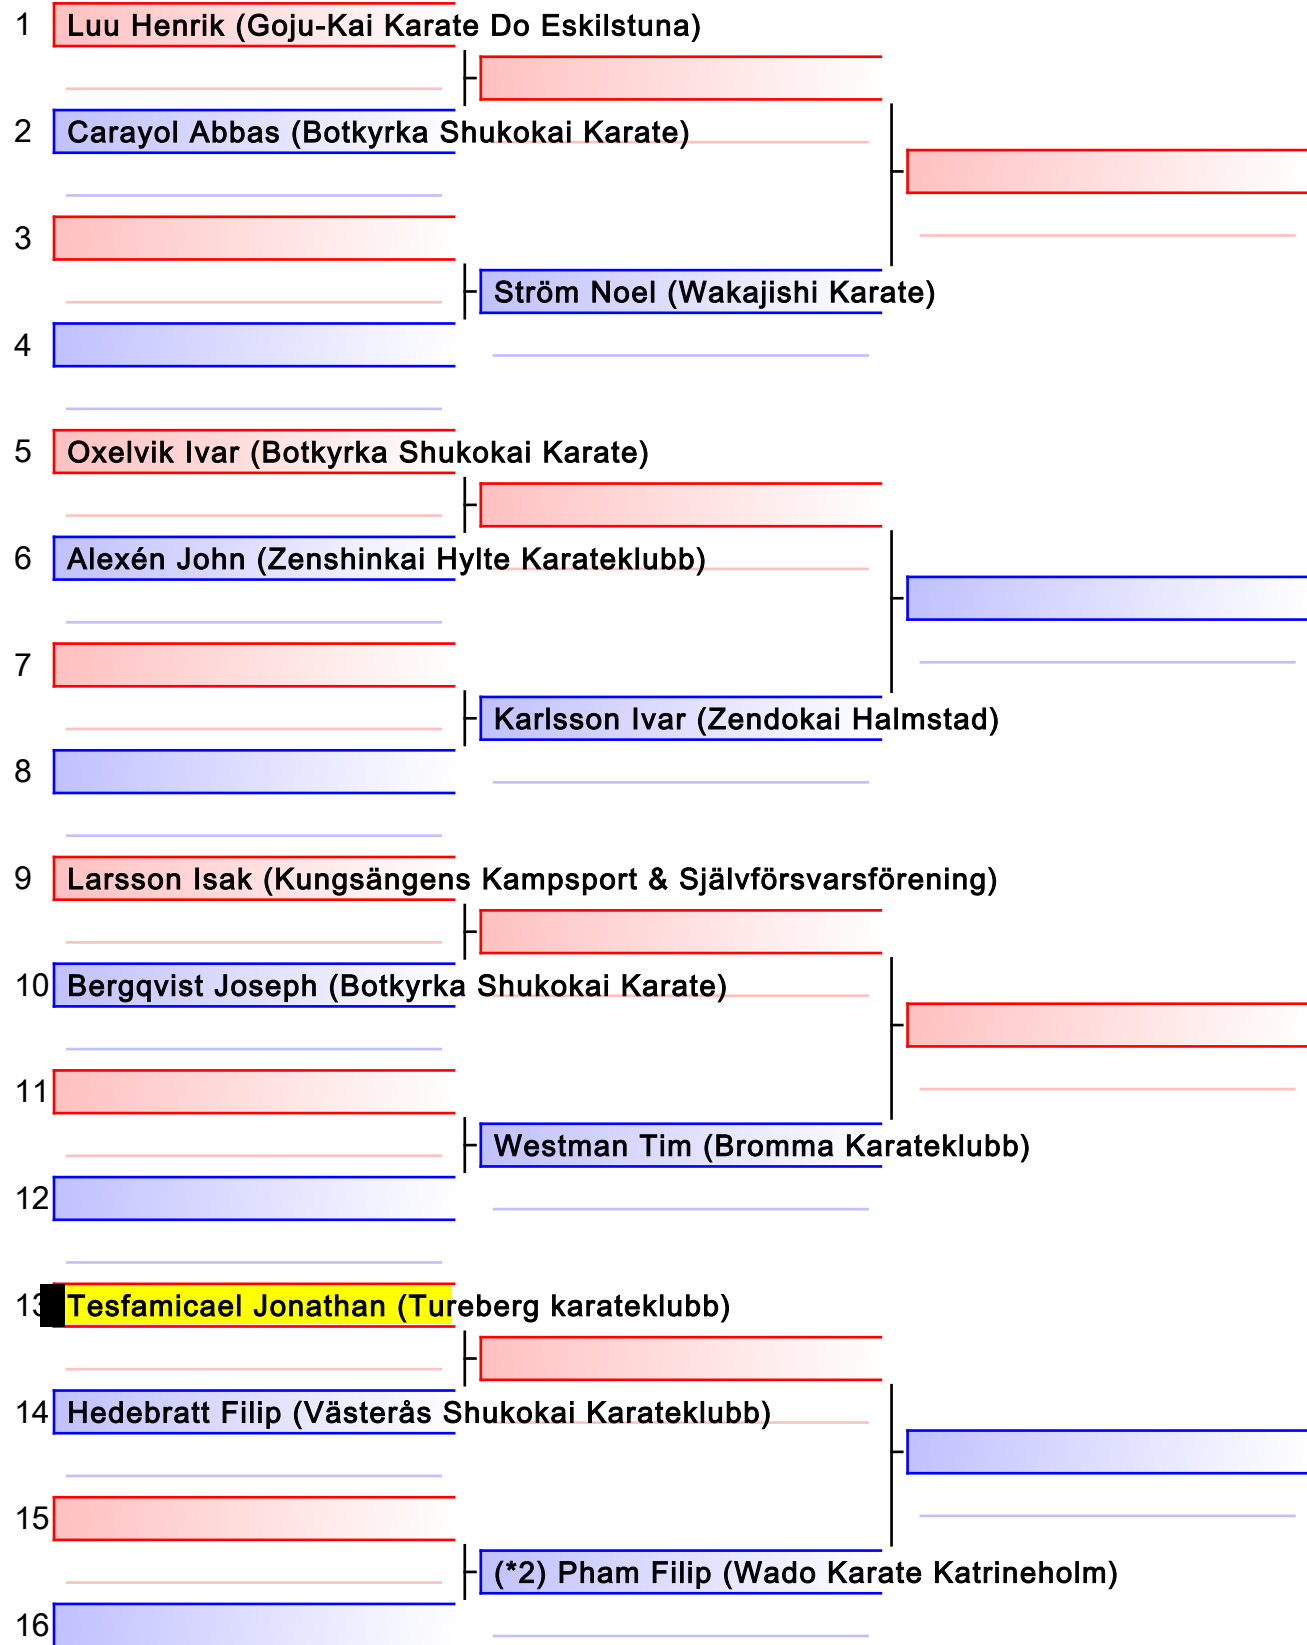 1 Luu Henrik (Goju-Kai Karate Do Eskilstuna)
2 Carayol Abbas (Botkyrka Shukokai Karate)
3
Ström Noel (Wakajishi Karate)
4
5 Oxelvik Ivar (Botkyrka Shukokai Karate)
6 Alexén John (Zenshinkai Hylte Karateklubb)
7
Karlsson Ivar (Zendokai Halmstad)
8
9 Larsson Isak (Kungsängens Kampsport & Självförsvarsförening)
10 Bergqvist Joseph (Botkyrka Shukokai Karate)
11
Westman Tim (Bromma Karateklubb)
12
13 Tesfamicael Jonathan (Tureberg karateklubb)
14 Hedebratt Filip (Västerås Shukokai Karateklubb)
15
(*2) Pham Filip (Wado Karate Katrineholm)
16